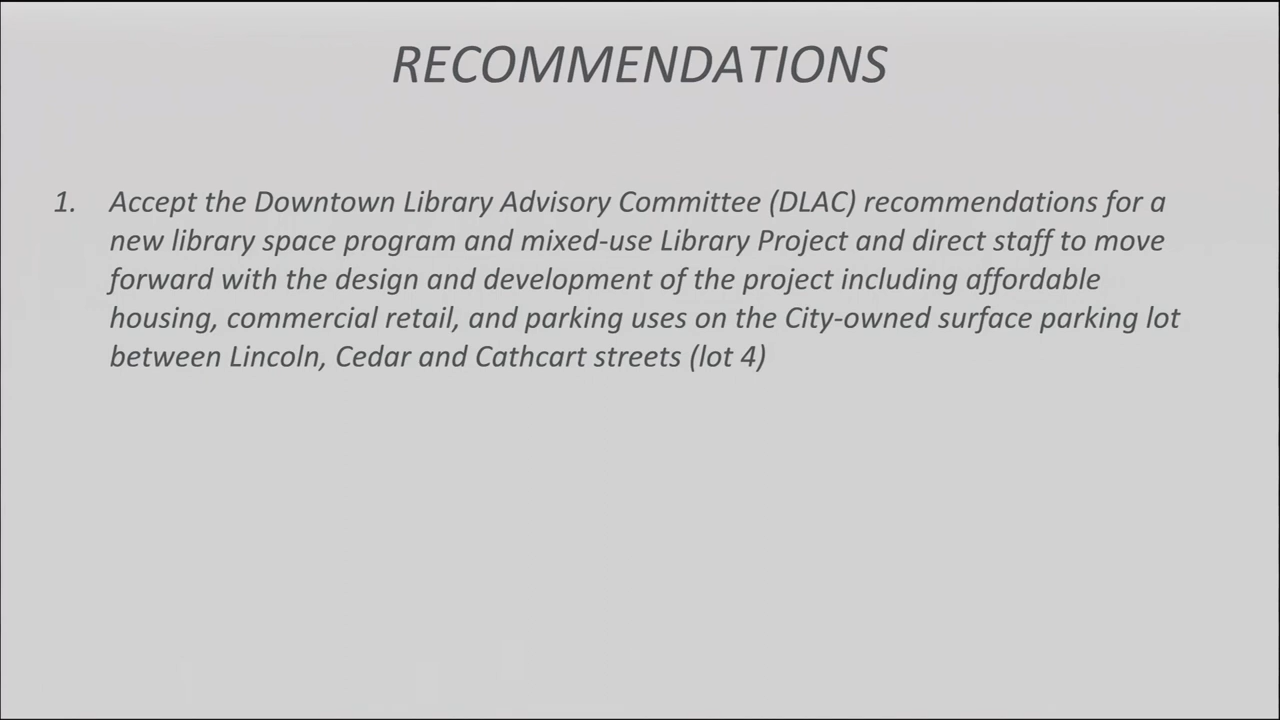 RECOMMENDATIONS
1. Accept the Downtown Library Advisory Committee (DLAC) recommendations for a
new library space program and mixed-use Library Project and direct staff to move
forward with the design and development of the project including affordable
housing, commercial retail, and parking uses on the City-owned surface parking lot
between Lincoln, Cedar and Cathcart streets (lot 4)